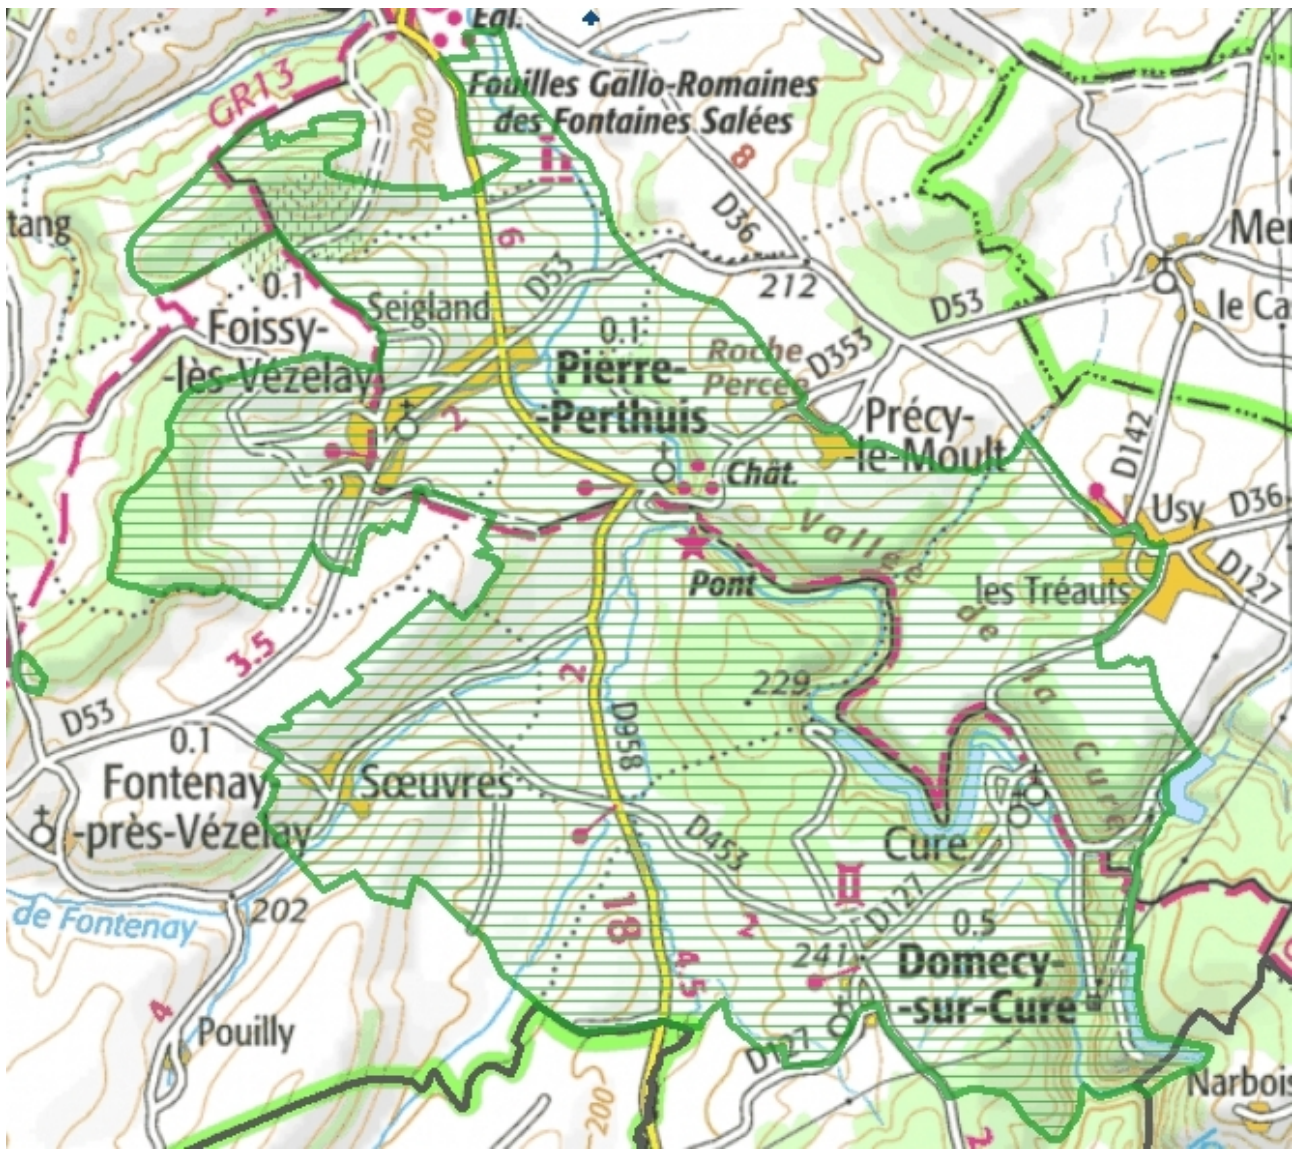 Egl.
Fouilles Gallo-Romaines
des Fontaines Salées
GR13
200
8
D36
tang
6
D53
212
Mer
0.1
Seigland
D53
le Ca
Foissy-
-lès-Vézelay
0.1
Pierre-
-Perthuis
Roche
Percée
D353
2
Précy-
-le-Moult
D142
Chât.
Usy
D36
Vallée
de
la
Cure
Pont
les Tréauts
D127
3.5
2
229
D53
D958
0.1
Fontenay
-près-Vézelay
Sœuvres
D453
Cure
18
2
D127
202
de Fontenay
0.5
241
4.5
Domecy-
-sur-Cure
4
Pouilly
D127
Narbois
200
2